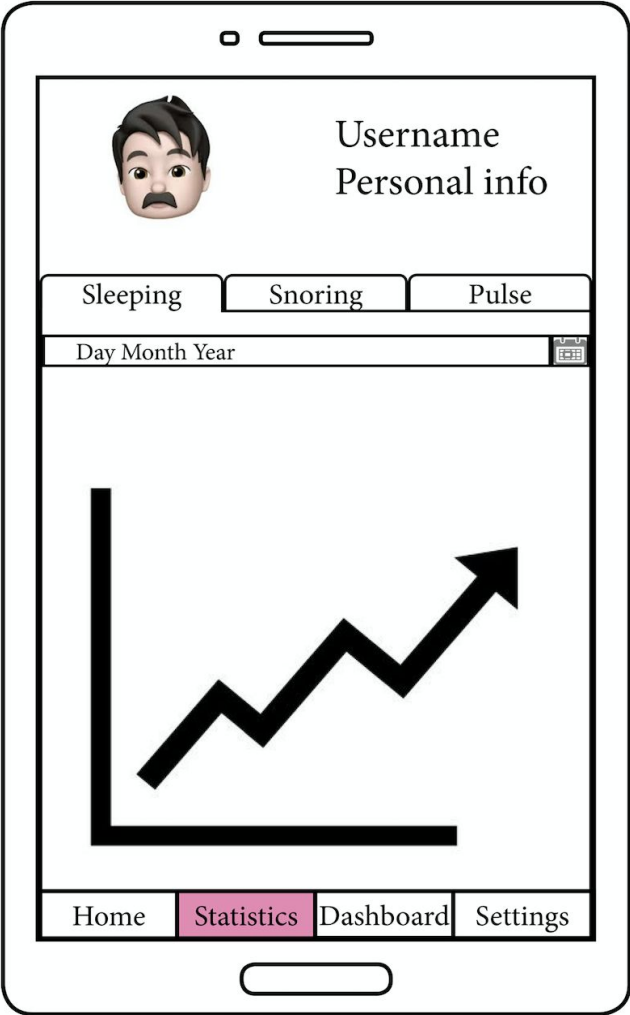 Username
Personal info
Sleeping Snoring Pulse
Day Month Year
Home Statistics Dashboard Settings